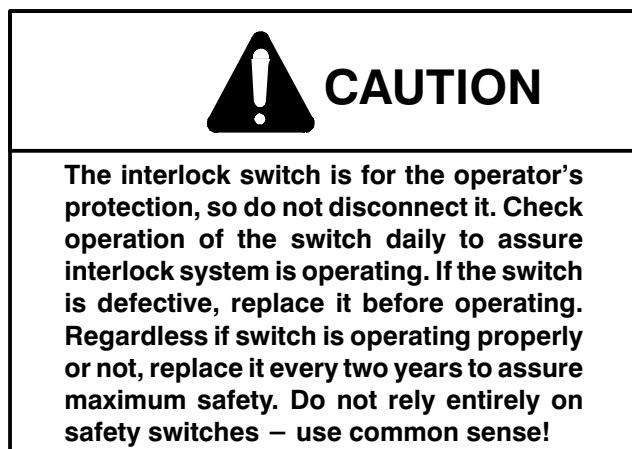 CAUTION
The interlock switch is for the operator’s
protection, so do not disconnect it. Check
operation of the switch daily to assure
interlock system is operating. If the switch
is defective, replace it before operating.
Regardless if switch is operating properly
or not, replace it every two years to assure
maximum safety. Do not rely entirely on
safety switches – use common sense!